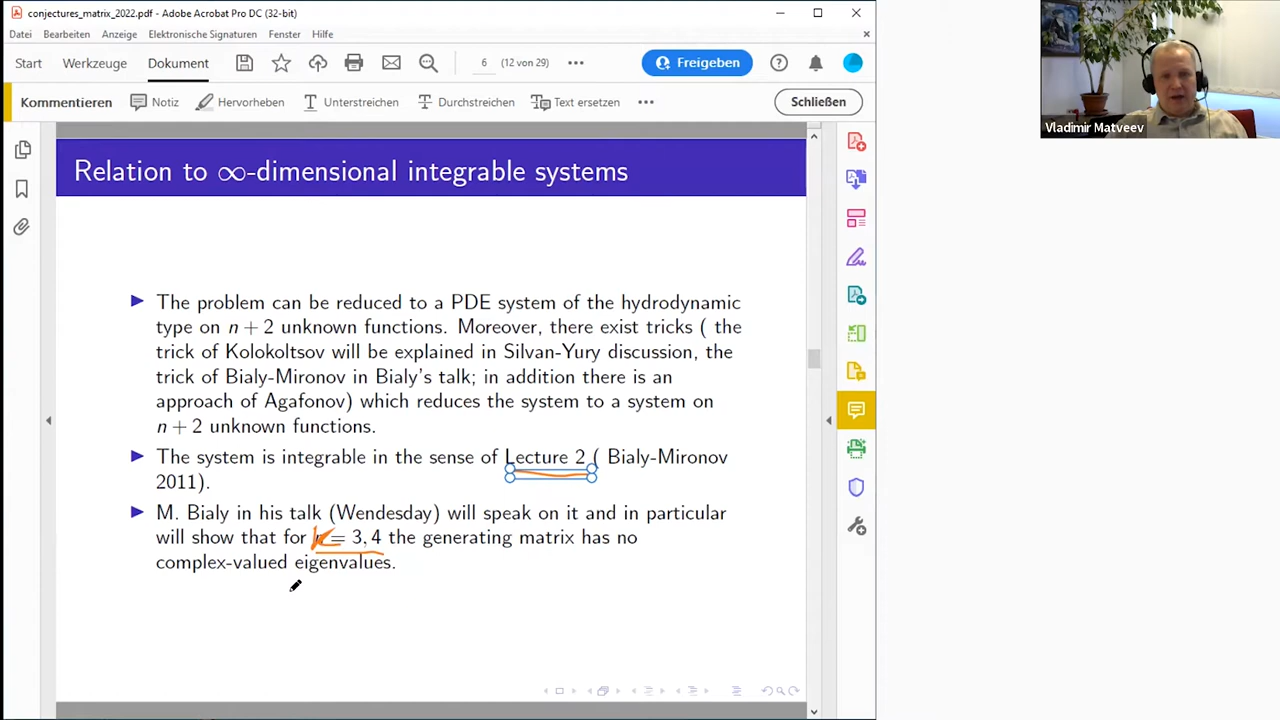 conjectures_matrix_2022.pdf - Adobe Acrobat Pro DC (32-bit)
Datei Bearbeiten Anzeige Elektronische Signaturen Fenster Hilfe
Start Werkzeuge Dokument 6 (12 von 29) Freigeben
Kommentieren Notiz Hervorheben Unterstreichen Durchstreichen Text ersetzen Schließen
Vladimir Matveev
Relation to ∞-dimensional integrable systems
The problem can be reduced to a PDE system of the hydrodynamic
type on n + 2 unknown functions. Moreover, there exist tricks ( the
trick of Kolokoltsov will be explained in Silvan-Yury discussion, the
trick of Bialy-Mironov in Bialy's talk; in addition there is an
approach of Agafonov) which reduces the system to a system on
n + 2 unknown functions.
The system is integrable in the sense of Lecture 2 ( Bialy-Mironov
2011).
M. Bialy in his talk (Wendesday) will speak on it and in particular
will show that for = 3, 4 the generating matrix has no
complex-valued eigenvalues.